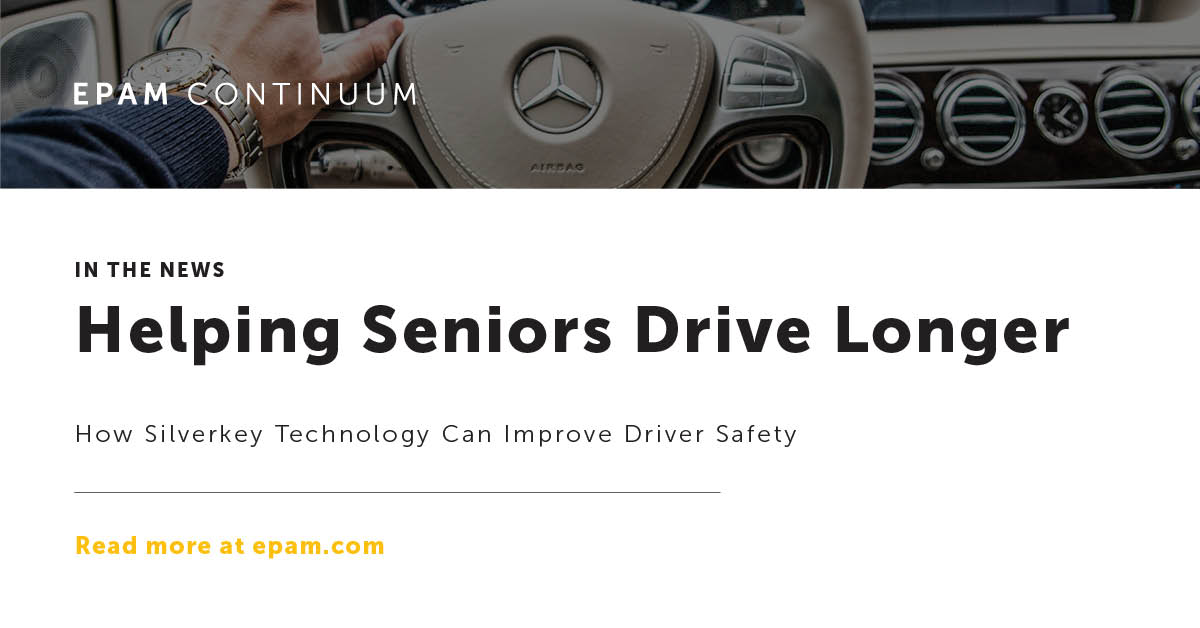 EPAM CONTINUUM
AIRBAG
IN THE NEWS
Helping Seniors Drive Longer
How Silverkey Technology Can Improve Driver Safety
Read more at epam.com